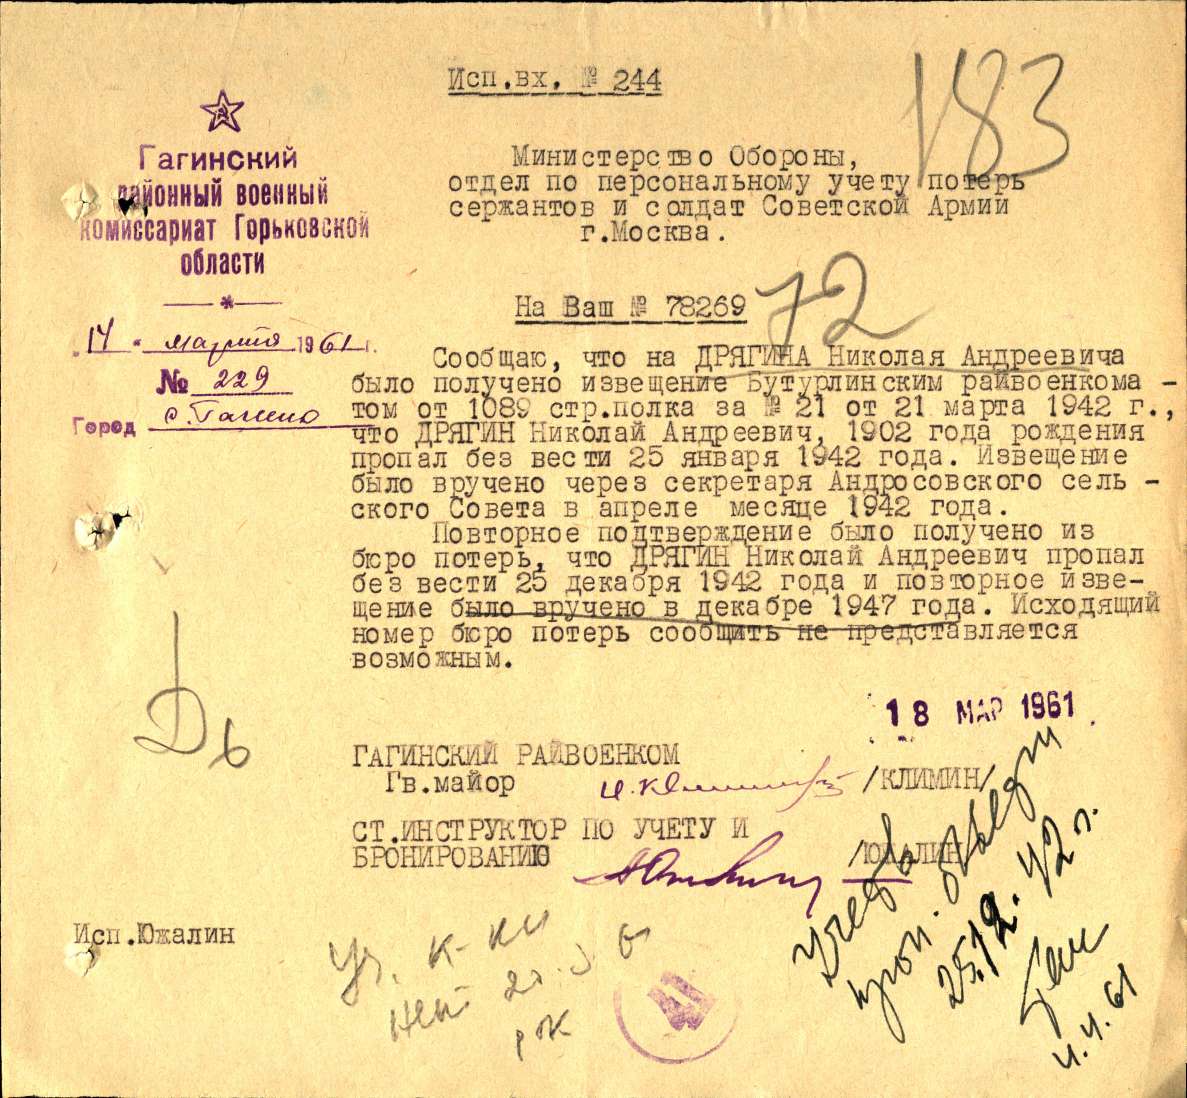 Исп.вх. № 244
183
Гагинский
районный военный
комиссариат Горьковской
области
"14" марта 1961 г.
№ 229
Город с. Гагино
Министерство Обороны,
отдел по персональному учету потерь
сержантов и солдат Советской Армии
г.Москва.
На Ваш № 78269
72
Сообщаю, что на ДРЯГИНА Николая Андреевича
было получено извещение Бутурлинским райвоенкома -
том от 1089 стр.полка за № 21 от 21 марта 1942 г.,
что ДРЯГИН Николай Андреевич, 1902 года рождения
пропал без вести 25 января 1942 года. Извещение
было вручено через секретаря Андросовского сель -
ского Совета в апреле месяце 1942 года.
Повторное подтверждение было получено из
бюро потерь, что ДРЯГИН Николай Андреевич пропал
без вести 25 декабря 1942 года и повторное изве-
щение было вручено в декабре 1947 года. Исходящий
номер бюро потерь сообщить не представляется
возможным.
18 МАР 1961
ГАГИНСКИЙ РАЙВОЕНКОМ
Гв.майор /КЛИМИН/
СТ.ИНСТРУКТОР ПО УЧЕТУ И
БРОНИРОВАНИЮ /ЮЖАЛИН/
Исп.Южалин
Уч. к-ки
нет
25.12.42 г.
4.4.61